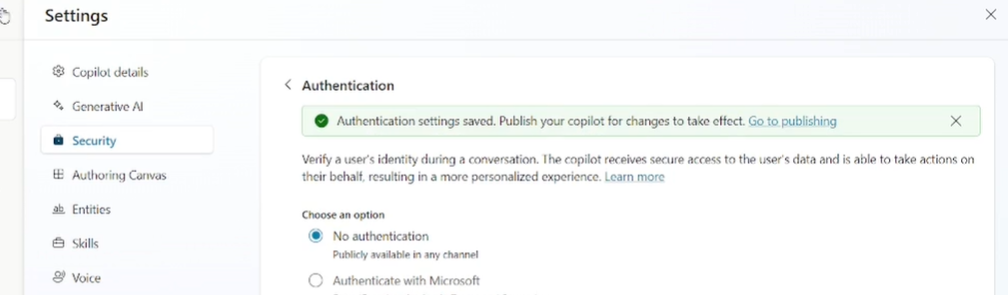 Settings
Copilot details
Generative AI
Security
Authoring Canvas
Entities
Skills
Voice
Authentication
Authentication settings saved. Publish your copilot for changes to take effect. Go to publishing
Verify a user's identity during a conversation. The copilot receives secure access to the user's data and is able to take actions on
their behalf, resulting in a more personalized experience. Learn more
Choose an option
No authentication
Publicly available in any channel
Authenticate with Microsoft